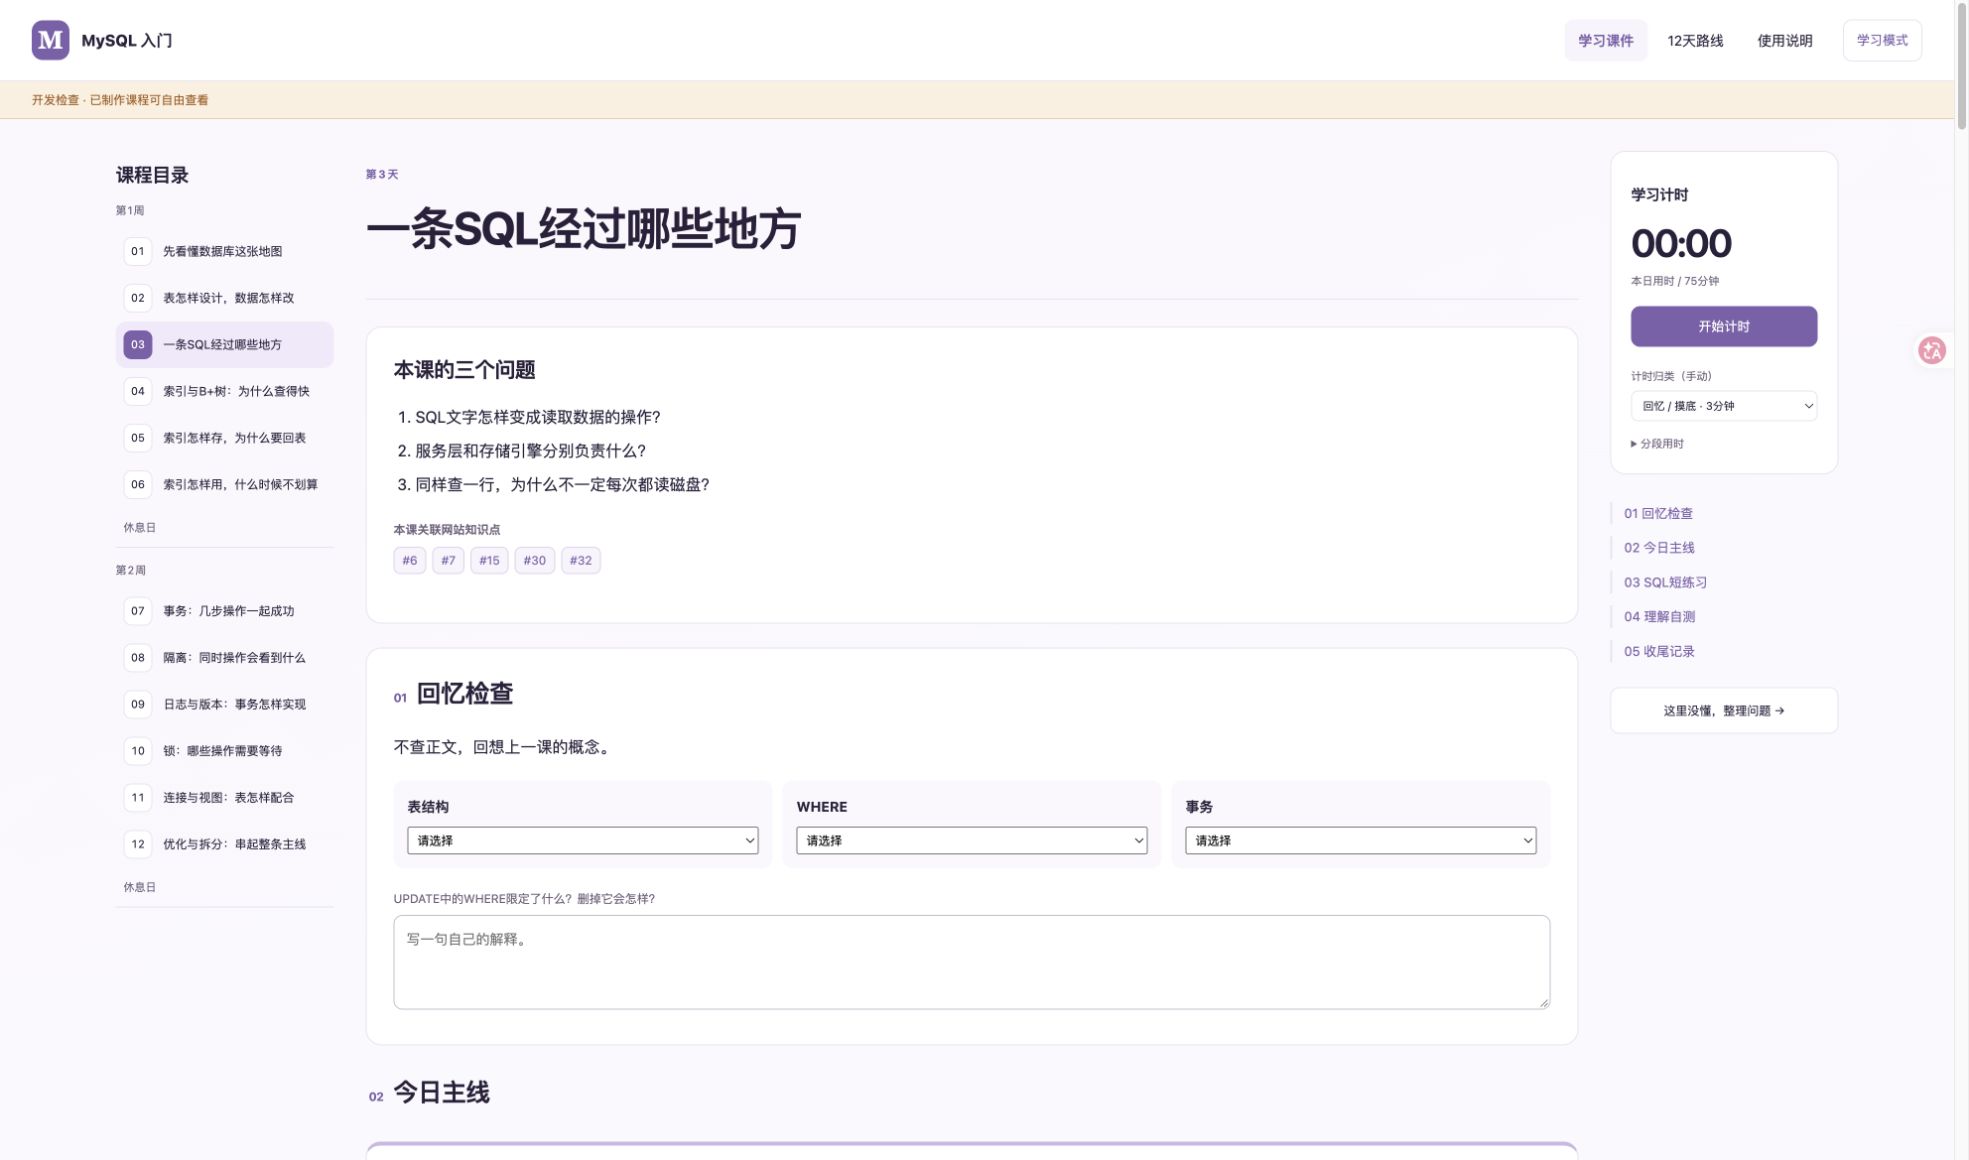 M MySQL 入门
学习课件 12天路线 使用说明 学习模式
开发检查 · 已制作课程可自由查看
课程目录
第1周
01 先看懂数据库这张地图
02 表怎样设计，数据怎样改
03 一条SQL经过哪些地方
04 索引与B+树：为什么查得快
05 索引怎样存，为什么要回表
06 索引怎样用，什么时候不划算
休息日
第2周
07 事务：几步操作一起成功
08 隔离：同时操作会看到什么
09 日志与版本：事务怎样实现
10 锁：哪些操作需要等待
11 连接与视图：表怎样配合
12 优化与拆分：串起整条主线
休息日
第3天
一条SQL经过哪些地方
本课的三个问题
1. SQL文字怎样变成读取数据的操作?
2. 服务层和存储引擎分别负责什么?
3. 同样查一行，为什么不一定每次都读磁盘?
本课关联网站知识点
#6 #7 #15 #30 #32
01 回忆检查
不查正文，回想上一课的概念。
表结构 WHERE 事务
请选择 请选择 请选择
UPDATE中的WHERE限定了什么？删掉它会怎样?
写一句自己的解释。
02 今日主线
学习计时
00:00
本日用时 / 75分钟
开始计时
计时归类（手动）
回忆 / 摸底 · 3分钟
分段用时
01 回忆检查
02 今日主线
03 SQL短练习
04 理解自测
05 收尾记录
这里没懂，整理问题 →